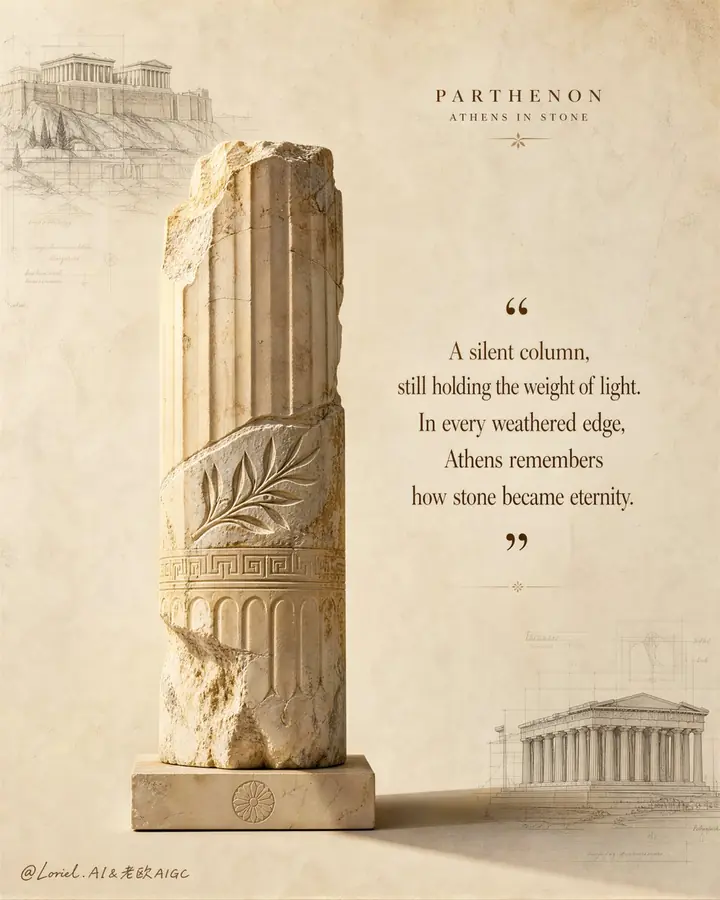 PARTHENON
ATHENS IN STONE
“
A silent column,
still holding the weight of light.
In every weathered edge,
Athens remembers
how stone became eternity.
”
@Loriel.AI&老欧AIGC